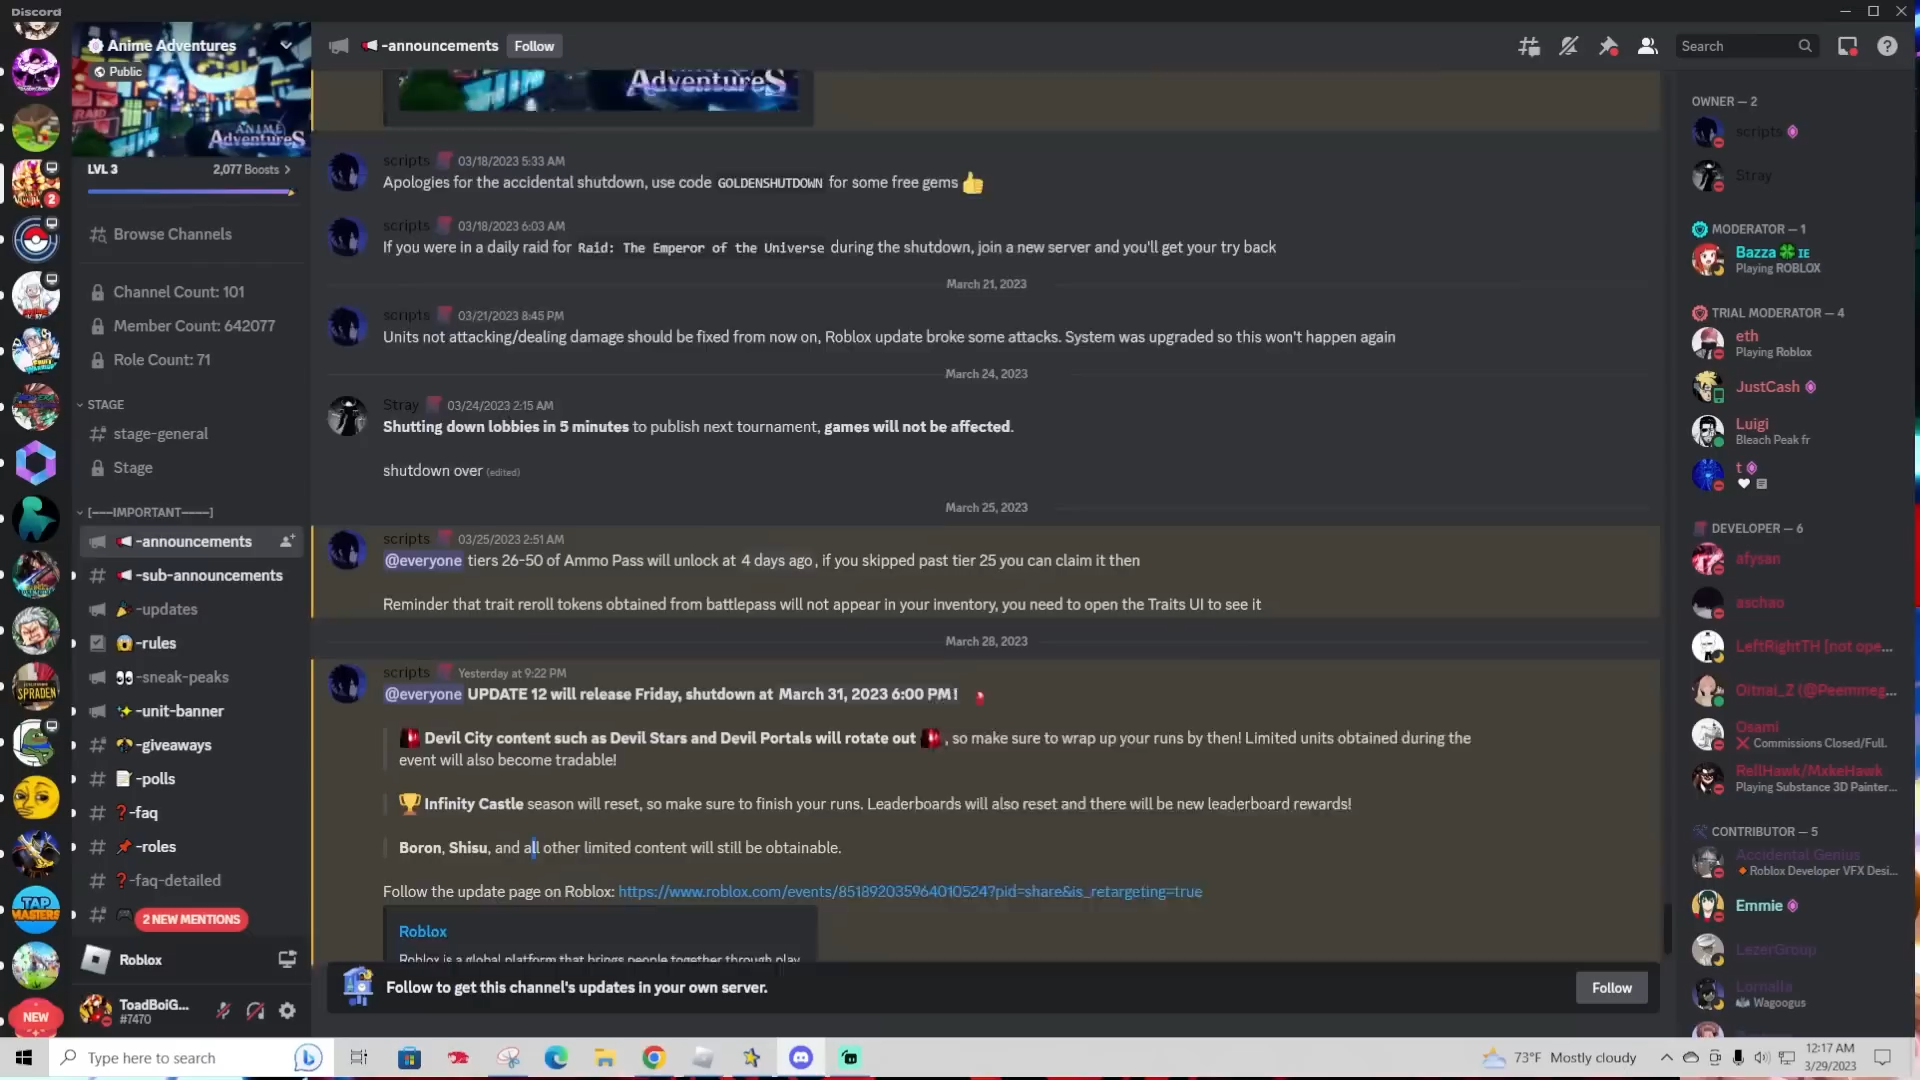 Discord
Anime Adventures
Public
RAID
ANIME
AdventureS
LVL 3
2,077 Boosts
Browse Channels
Channel Count: 101
Member Count: 642077
Role Count: 71
STAGE
stage-general
Stage
[——IMPORTANT——]
-announcements
-sub-announcements
-updates
-rules
-sneak-peaks
-unit-banner
-giveaways
-polls
-faq
-roles
-faq-detailed
2 NEW MENTIONS
Roblox
ToadBoiG...
#7470
2
SPRADEN
TAP
MASTERS
NEW
-announcements
Follow
Search
AdventureS
scripts 03/18/2023 5:33 AM
Apologies for the accidental shutdown, use code GOLDENSHUTDOWN for some free gems 👍
scripts 03/18/2023 6:03 AM
If you were in a daily raid for Raid: The Emperor of the Universe during the shutdown, join a new server and you'll get your try back
March 21, 2023
scripts 03/21/2023 8:45 PM
Units not attacking/dealing damage should be fixed from now on, Roblox update broke some attacks. System was upgraded so this won't happen again
March 24, 2023
Stray 03/24/2023 2:15 AM
Shutting down lobbies in 5 minutes to publish next tournament, games will not be affected.
shutdown over (edited)
March 25, 2023
scripts 03/25/2023 2:51 AM
@everyone tiers 26-50 of Ammo Pass will unlock at 4 days ago, if you skipped past tier 25 you can claim it then
Reminder that trait reroll tokens obtained from battlepass will not appear in your inventory, you need to open the Traits UI to see it
March 28, 2023
scripts Yesterday at 9:22 PM
@everyone UPDATE 12 will release Friday, shutdown at March 31, 2023 6:00 PM!
🚨 Devil City content such as Devil Stars and Devil Portals will rotate out 🚨, so make sure to wrap up your runs by then! Limited units obtained during the
event will also become tradable!
🏆 Infinity Castle season will reset, so make sure to finish your runs. Leaderboards will also reset and there will be new leaderboard rewards!
Boron, Shisu, and all other limited content will still be obtainable.
Follow the update page on Roblox: https://www.roblox.com/events/8518920359640105247?pid=share&is_retargeting=true
Roblox
Roblox is a global platform that brings people together through play.
Follow to get this channel's updates in your own server.
Follow
OWNER — 2
scripts
Stray
MODERATOR — 1
Bazza 🍀 IE
Playing ROBLOX
TRIAL MODERATOR — 4
eth
Playing Roblox
JustCash
Luigi
Bleach Peak fr
t
DEVELOPER — 6
afysan
aschao
LeftRightTH [not ope...
Oitnai_Z (@Peemmeg...
Osami
❌ Commissions Closed/Full.
RellHawk/MxkeHawk
Playing Substance 3D Painter...
CONTRIBUTOR — 5
Accidental Genius
Roblox Developer VFX Desi...
Emmie
LezerGroup
Lornalla
Wagoogus
Type here to search
73°F Mostly cloudy
12:17 AM
3/29/2023